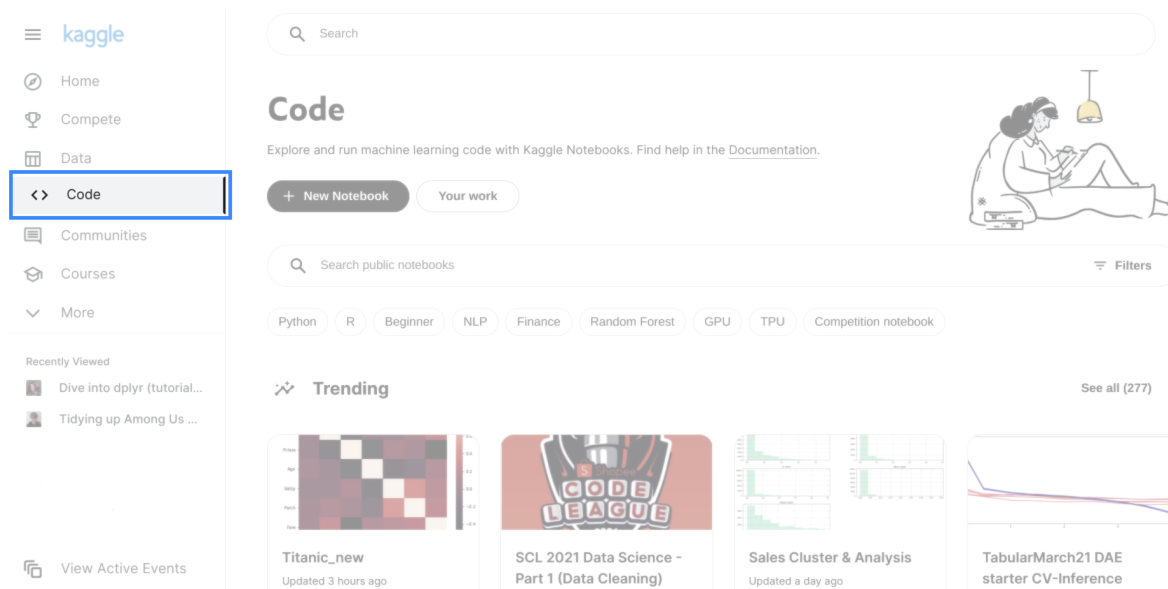 kaggle
Home
Compete
Data
<> Code
Communities
Courses
More
Recently Viewed
Dive into dplyr (tutorial...
Tidying up Among Us ...
View Active Events
Search
Code
Explore and run machine learning code with Kaggle Notebooks. Find help in the Documentation.
+ New Notebook
Your work
Search public notebooks
Filters
Python
R
Beginner
NLP
Finance
Random Forest
GPU
TPU
Competition notebook
Trending
See all (277)
Shopee
CODE
LEAGUE
Titanic_new
Updated 3 hours ago
SCL 2021 Data Science -
Part 1 (Data Cleaning)
Sales Cluster & Analysis
Updated a day ago
TabularMarch21 DAE
starter CV-Inference